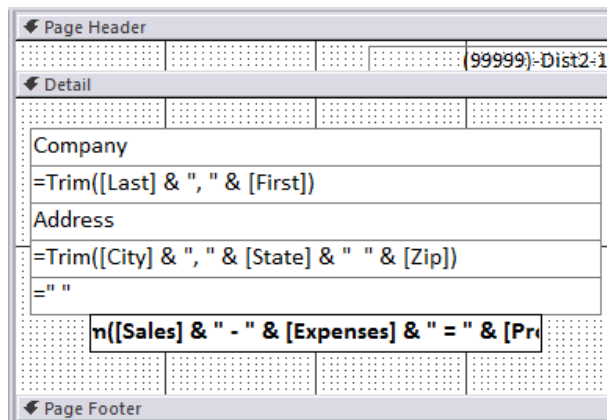 Page Header
(99999)-Dist2-1
Detail
Company
=Trim([Last] & ", " & [First])
Address
=Trim([City] & ", " & [State] & "  " & [Zip])
=" "
m([Sales] & " - " & [Expenses] & " = " & [Pro
Page Footer